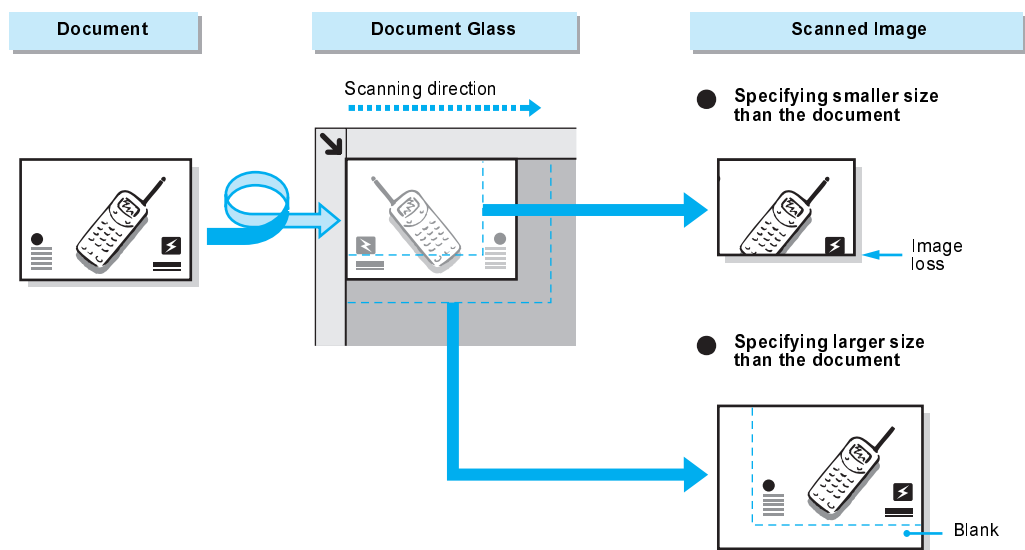 Document
Document Glass
Scanned Image
Scanning direction
Specifying smaller size
than the document
Image
loss
Specifying larger size
than the document
Blank